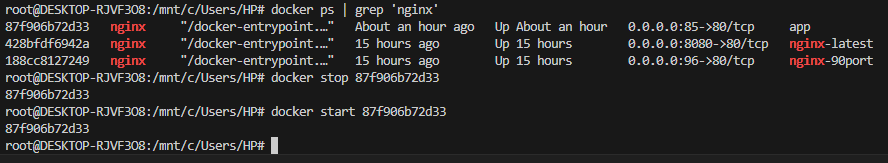 root@DESKTOP-RJVF3O8:/mnt/c/Users/HP# docker ps | grep 'nginx'
87f906b72d33   nginx     "/docker-entrypoint.…"   About an hour ago   Up About an hour   0.0.0.0:85->80/tcp     app
428bfdf6942a   nginx     "/docker-entrypoint.…"   15 hours ago        Up 15 hours        0.0.0.0:8080->80/tcp   nginx-latest
188cc8127249   nginx     "/docker-entrypoint.…"   15 hours ago        Up 15 hours        0.0.0.0:96->80/tcp     nginx-90port
root@DESKTOP-RJVF3O8:/mnt/c/Users/HP# docker stop 87f906b72d33
87f906b72d33
root@DESKTOP-RJVF3O8:/mnt/c/Users/HP# docker start 87f906b72d33
87f906b72d33
root@DESKTOP-RJVF3O8:/mnt/c/Users/HP#